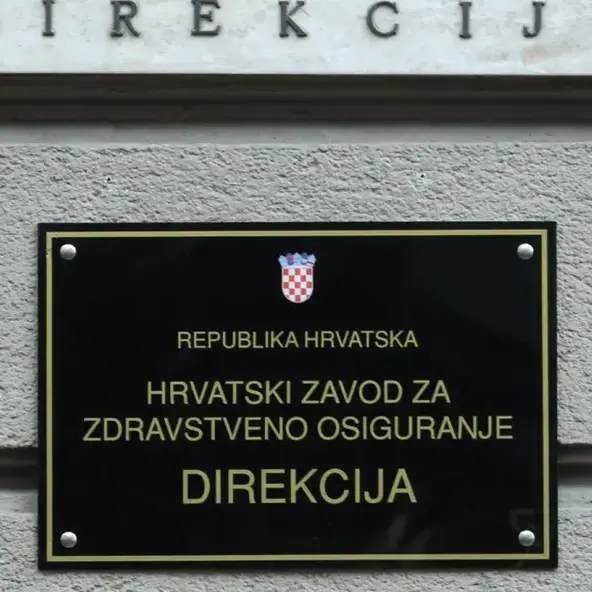 IREKCIJ
REPUBLIKA HRVATSKA
HRVATSKI ZAVOD ZA
ZDRAVSTVENO OSIGURANJE
DIREKCIJA